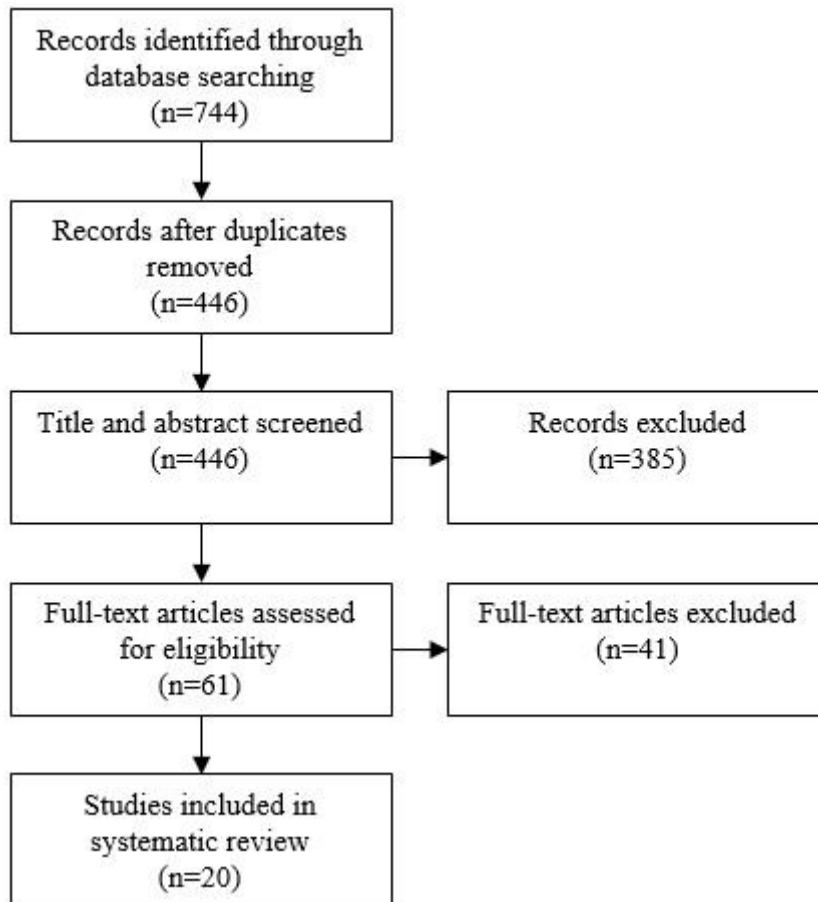 Records identified through
database searching
(n=744)
Records after duplicates
removed
(n=446)
Title and abstract screened
(n=446)
Records excluded
(n=385)
Full-text articles assessed
for eligibility
(n=61)
Full-text articles excluded
(n=41)
Studies included in
systematic review
(n=20)